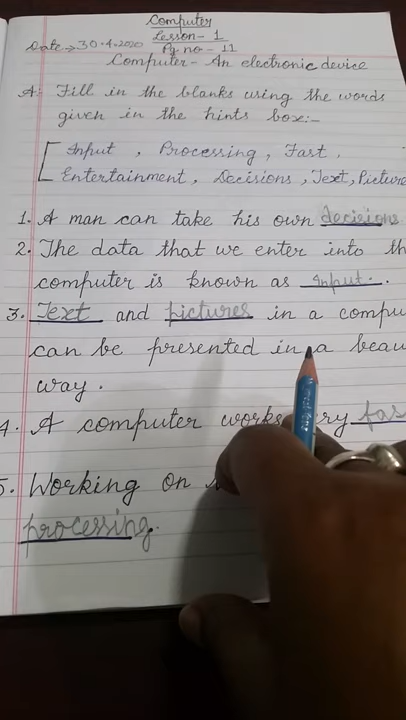 Computer
Lesson - 1
Date → 30.4.2020 Pg no - 11
Computer - An electronic device
A. Fill in the blanks using the words
given in the hints box:-
Input , Processing , Fast ,
Entertainment , Decisions , Text, Picture
1. A man can take his own decisions
2. The data that we enter into th
computer is known as Input .
3. Text and pictures in a compu
can be presented in a beau
way .
4. A computer works ry fas
5. Working on
processing.